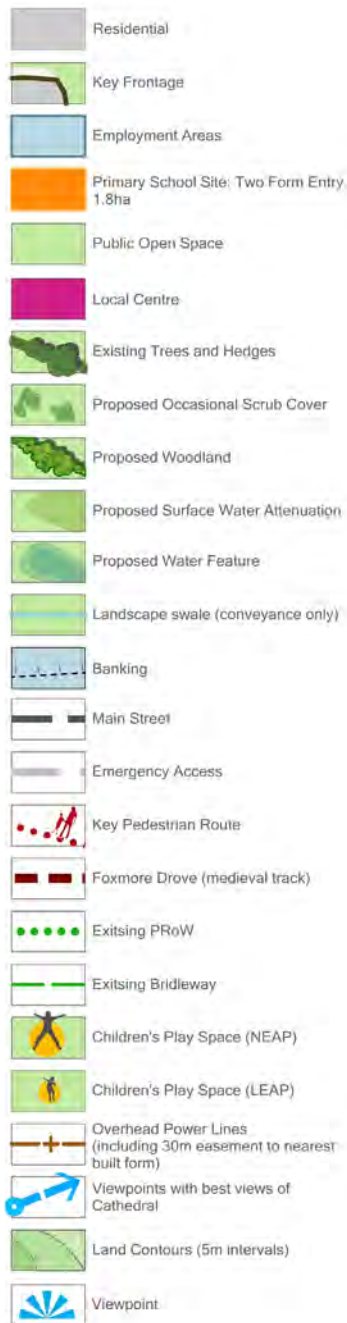 Residential
Key Frontage
Employment Areas
Primary School Site: Two Form Entry
1.8ha
Public Open Space
Local Centre
Existing Trees and Hedges
Proposed Occasional Scrub Cover
Proposed Woodland
Proposed Surface Water Attenuation
Proposed Water Feature
Landscape swale (conveyance only)
Banking
Main Street
Emergency Access
Key Pedestrian Route
Foxmore Drove (medieval track)
Exitsing PRoW
Exitsing Bridleway
Children's Play Space (NEAP)
Children's Play Space (LEAP)
Overhead Power Lines
(including 30m easement to nearest
built form)
Viewpoints with best views of
Cathedral
Land Contours (5m intervals)
Viewpoint